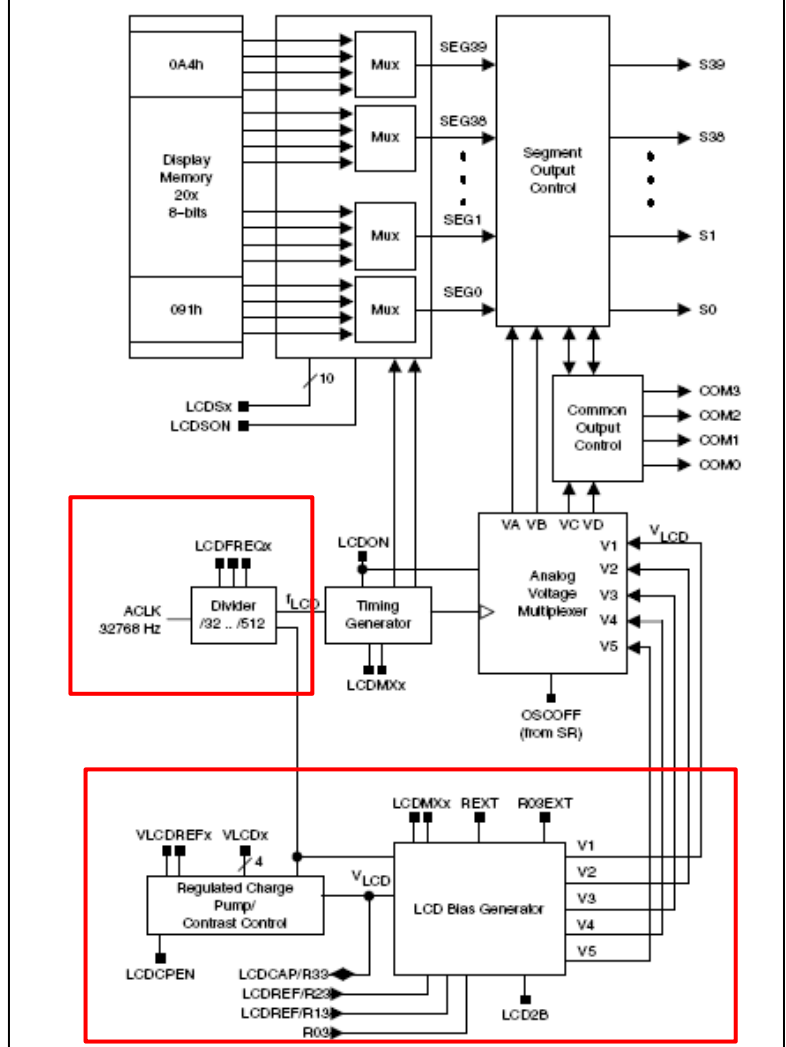 0A4h
Display
Memory
20x
8-bits
091h
Mux
Mux
Mux
Mux
SEG39
SEG38
SEG1
SEG0
Segment
Output
Control
S39
S38
S1
S0
10
LCDSx
LCDSON
Common
Output
Control
COM3
COM2
COM1
COM0
LCDFREQx
ACLK
32768 Hz
Divider
/32 .. /512
fLCD
LCDON
Timing
Generator
LCDMXx
VA VB VC VD
VLCD
V1
V2
V3
V4
V5
Analog
Voltage
Multiplexer
OSCOFF
(from SR)
VLCDREFx VLCDx
4
Regulated Charge
Pump/
Contrast Control
LCDCPEN
VLCD
LCDMXx REXT R03EXT
LCD Bias Generator
V1
V2
V3
V4
V5
LCDCAP/R33
LCDREF/R23
LCDREF/R13
R03
LCD2B